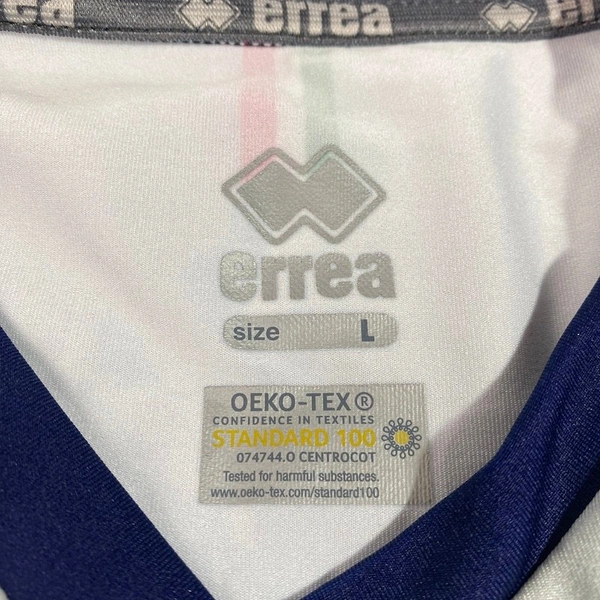 errea errea
errea
size L
OEKO-TEX®
CONFIDENCE IN TEXTILES
STANDARD 100
074744.O CENTROCOT
Tested for harmful substances.
www.oeko-tex.com/standard100